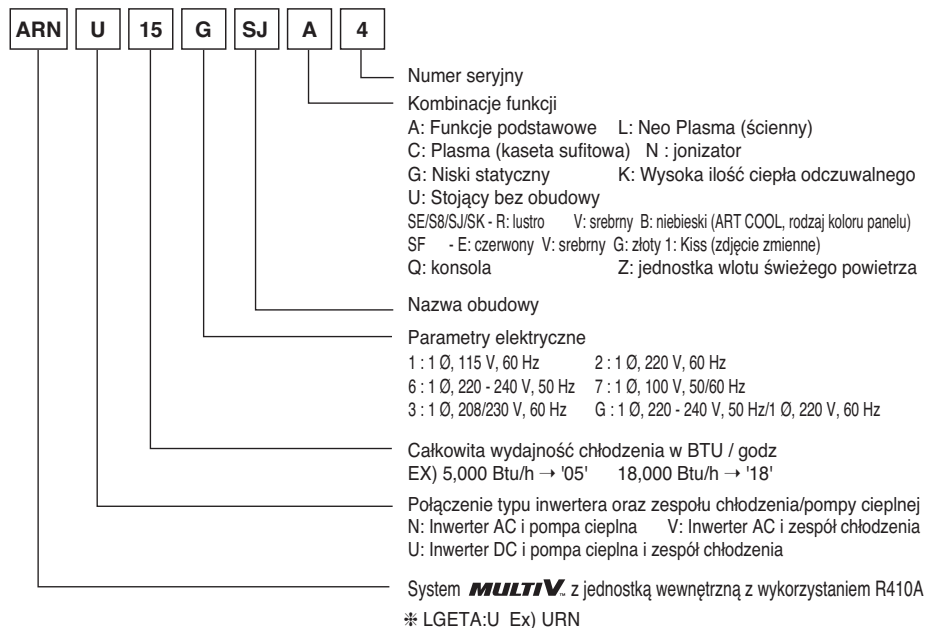 ARN U 15 G SJ A 4
Numer seryjny
Kombinacje funkcji
A: Funkcje podstawowe L: Neo Plasma (ścienny)
C: Plasma (kaseta sufitowa) N : jonizator
G: Niski statyczny K: Wysoka ilość ciepła odczuwalnego
U: Stojący bez obudowy
SE/S8/SJ/SK - R: lustro V: srebrny B: niebieski (ART COOL, rodzaj koloru panelu)
SF - E: czerwony V: srebrny G: złoty 1: Kiss (zdjęcie zmienne)
Q: konsola Z: jednostka wlotu świeżego powietrza
Nazwa obudowy
Parametry elektryczne
1 : 1 Ø, 115 V, 60 Hz 2 : 1 Ø, 220 V, 60 Hz
6 : 1 Ø, 220 - 240 V, 50 Hz 7 : 1 Ø, 100 V, 50/60 Hz
3 : 1 Ø, 208/230 V, 60 Hz G : 1 Ø, 220 - 240 V, 50 Hz/1 Ø, 220 V, 60 Hz
Całkowita wydajność chłodzenia w BTU / godz
EX) 5,000 Btu/h → '05' 18,000 Btu/h → '18'
Połączenie typu inwertera oraz zespołu chłodzenia/pompy cieplnej
N: Inwerter AC i pompa cieplna V: Inwerter AC i zespół chłodzenia
U: Inwerter DC i pompa cieplna i zespół chłodzenia
System MULTI V™ z jednostką wewnętrzną z wykorzystaniem R410A
❉ LGETA:U Ex) URN